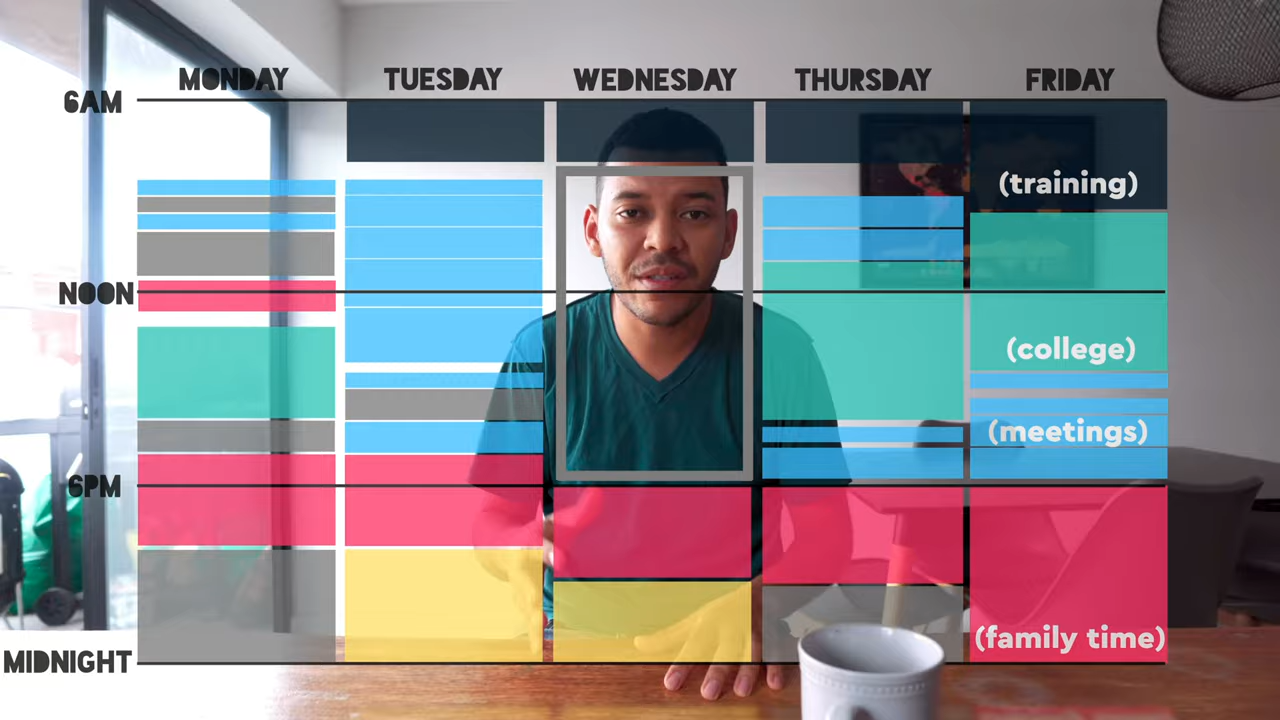 MONDAY TUESDAY WEDNESDAY THURSDAY FRIDAY
6AM
(training)
NOON
(college)
(meetings)
6PM
(family time)
MIDNIGHT